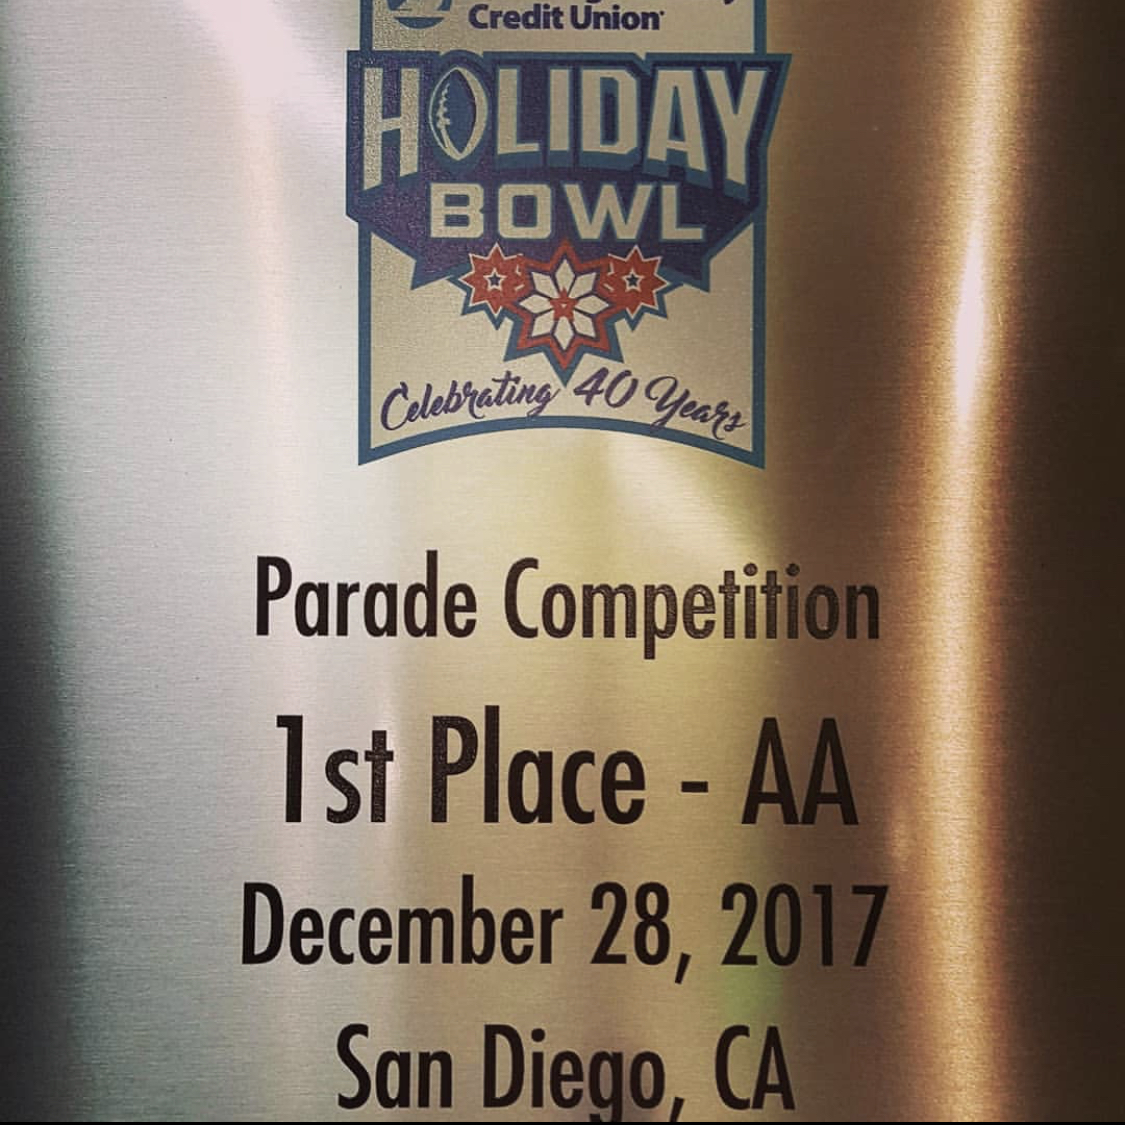 Credit Union
HOLIDAY
BOWL
Celebrating 40 Years
Parade Competition
1st Place - AA
December 28, 2017
San Diego, CA